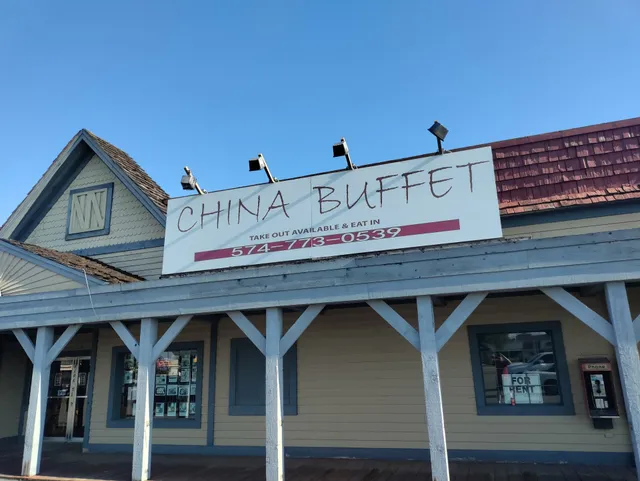 CHINA BUFFET
TAKE OUT AVAILABLE & EAT IN
574-773-0539
FOR
RENT